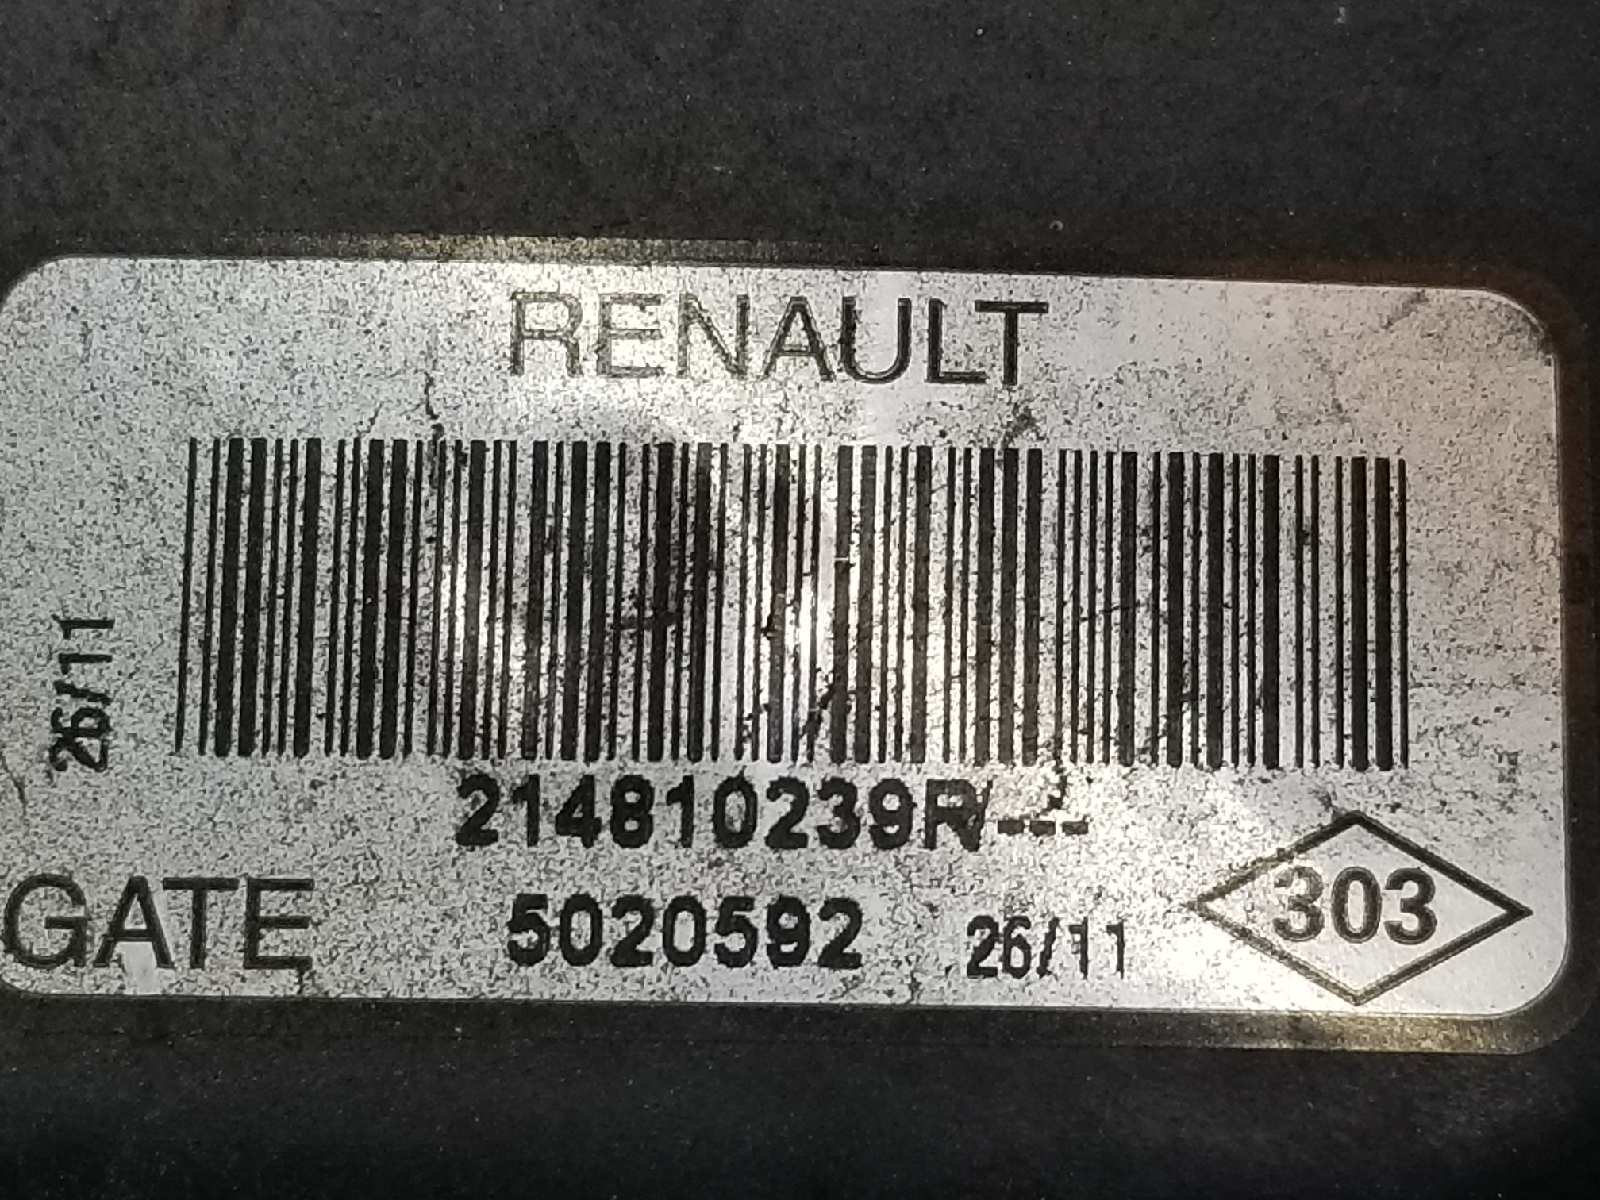 RENAULT
26/11
214810239R/---
GATE 5020592 26/11 303